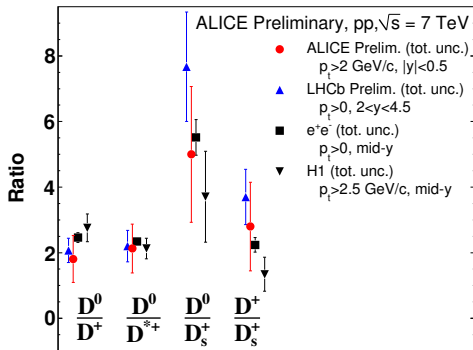 ALICE Preliminary, pp,√s = 7 TeV
ALICE Prelim. (tot. unc.)
p_t>2 GeV/c, |y|<0.5
LHCb Prelim. (tot. unc.)
p_t>0, 2<y<4.5
e⁺e⁻ (tot. unc.)
p_t>0, mid-y
H1 (tot. unc.)
p_t>2.5 GeV/c, mid-y
Ratio
8
6
4
2
0
D⁰ D⁰ D⁰ D⁺
D⁺ D*⁺ D_s⁺ D_s⁺